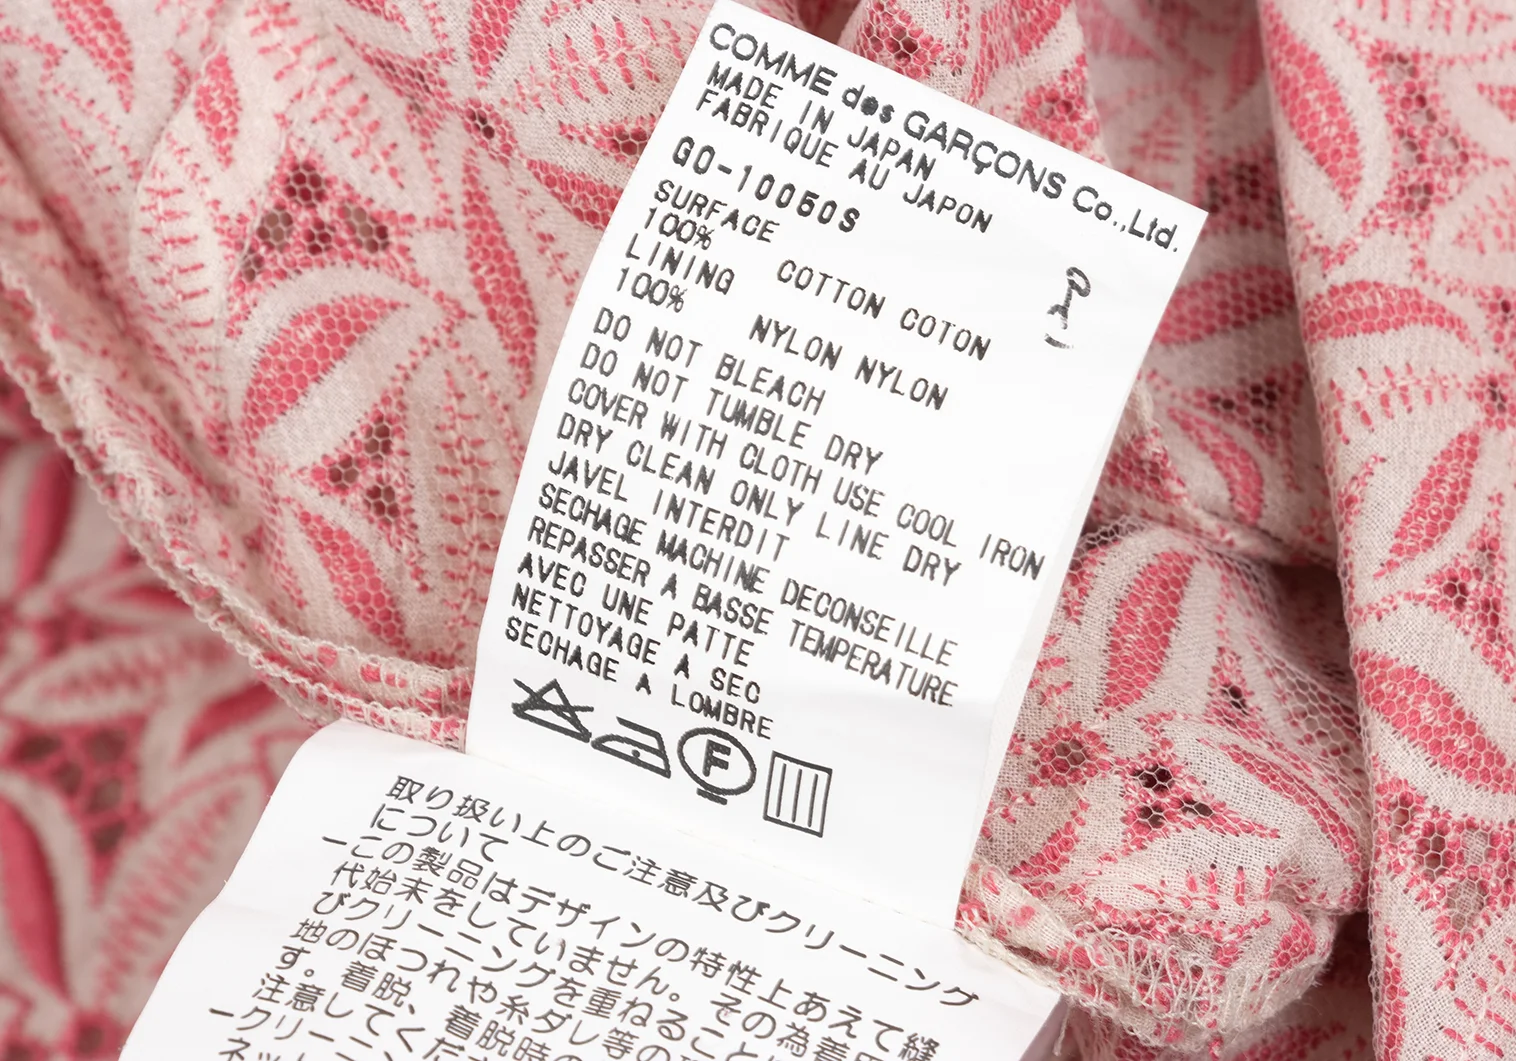 COMME des GARÇONS Co.,Ltd.
MADE IN JAPAN
FABRIQUE AU JAPON
GO-10050S
SURFACE
100% COTTON COTON
LINING
100% NYLON NYLON
DO NOT BLEACH
DO NOT TUMBLE DRY
COVER WITH CLOTH USE COOL IRON
DRY CLEAN ONLY LINE DRY
JAVEL INTERDIT
SECHAGE MACHINE DECONSEILLE
REPASSER A BASSE TEMPERATURE
AVEC UNE PATTE
NETTOYAGE A SEC
SECHAGE A LOMBRE
F
取り扱い上のご注意及びクリーニング
について
ーこの製品はデザインの特性上あえて縫
代始末をしていません。その為着用
びクリーニングを重ねること
地のほつれや糸ダレ等の
す。着脱、着脱時の
注意してくだ
ークリーニ
ネット